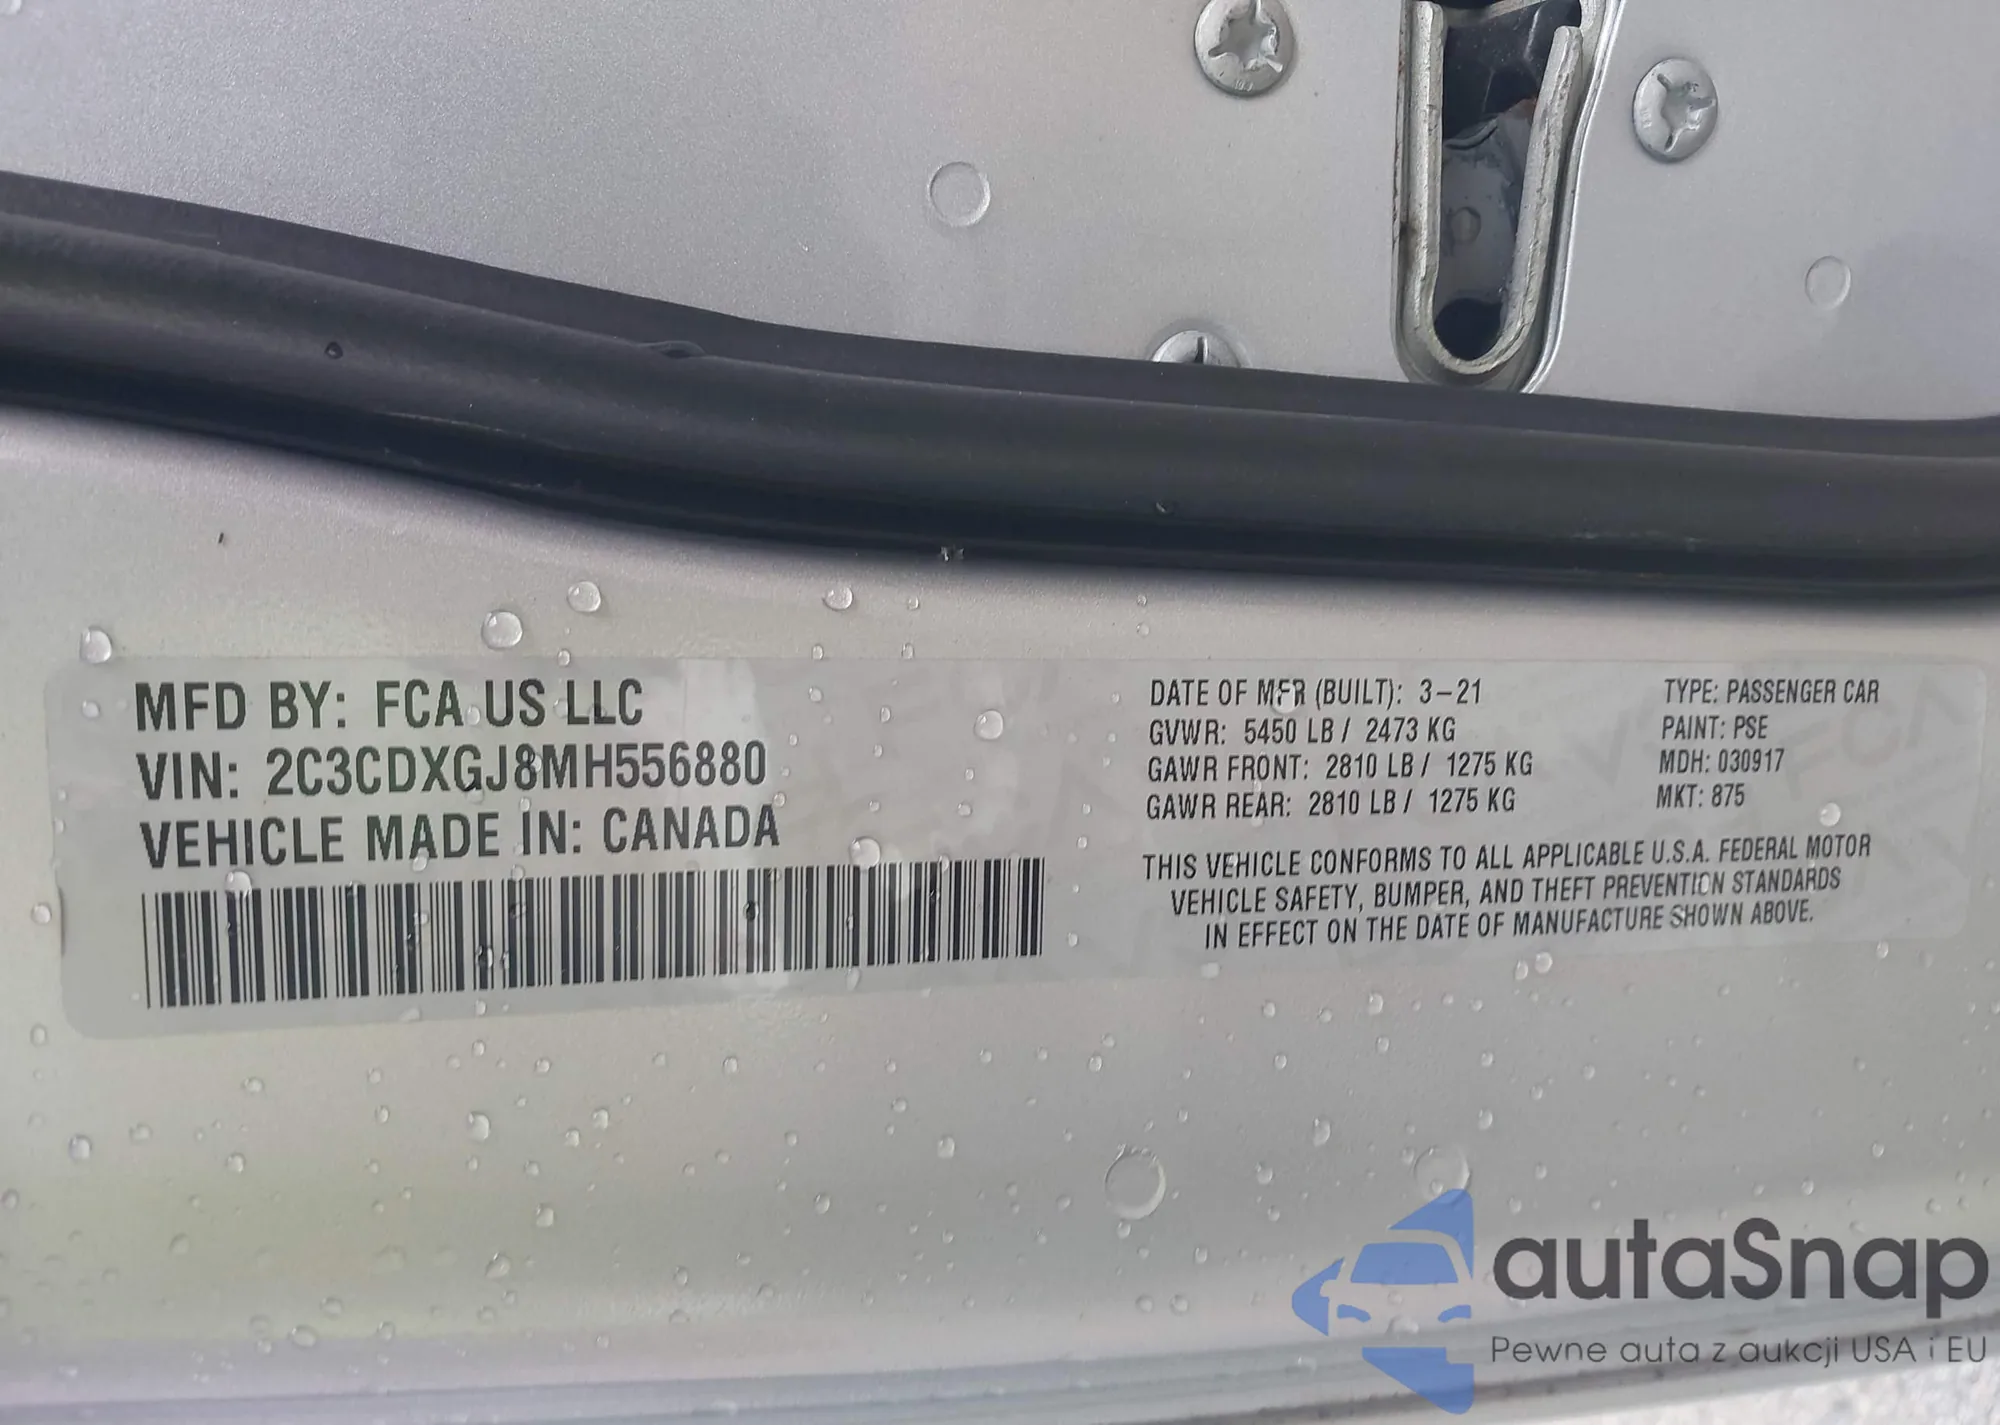 MFD BY: FCA US LLC
VIN: 2C3CDXGJ8MH556880
VEHICLE MADE IN: CANADA
DATE OF MFR (BUILT): 3-21
GVWR: 5450 LB / 2473 KG
GAWR FRONT: 2810 LB / 1275 KG
GAWR REAR: 2810 LB / 1275 KG
TYPE: PASSENGER CAR
PAINT: PSE
MDH: 030917
MKT: 875
THIS VEHICLE CONFORMS TO ALL APPLICABLE U.S.A. FEDERAL MOTOR
VEHICLE SAFETY, BUMPER, AND THEFT PREVENTION STANDARDS
IN EFFECT ON THE DATE OF MANUFACTURE SHOWN ABOVE.
autaSnap
Pewne auta z aukcji USA i EU